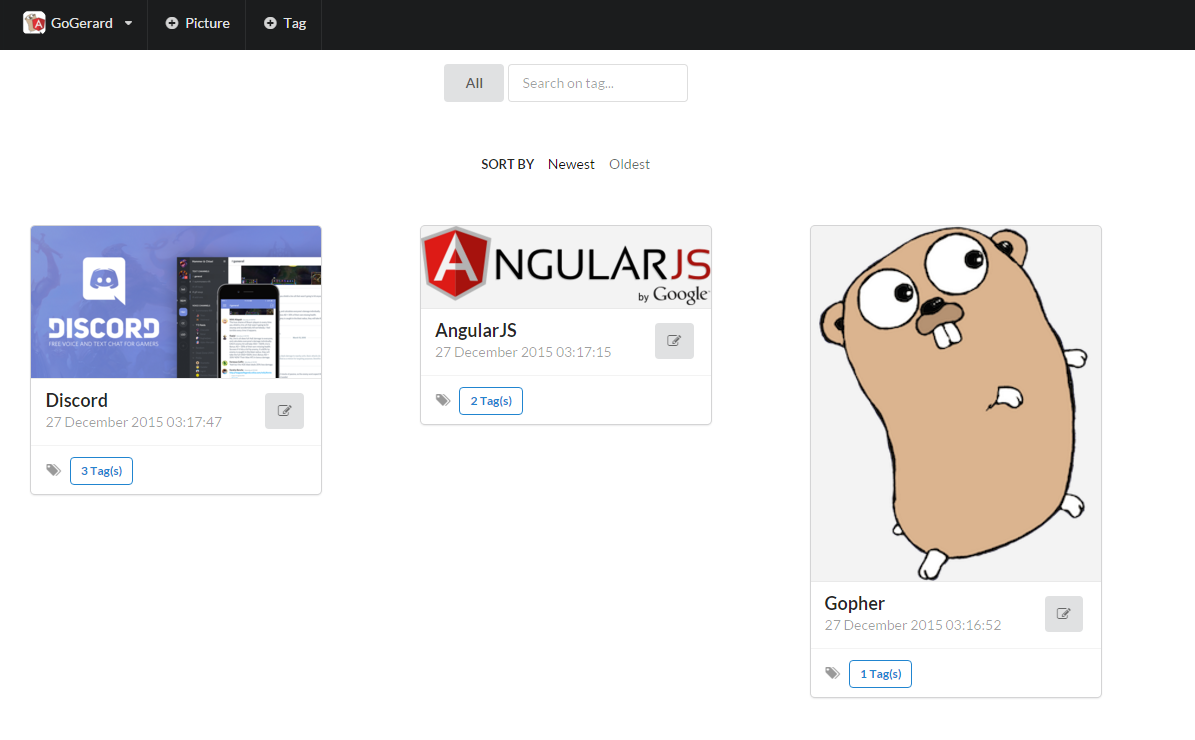 GoGerard
Picture
Tag
All
Search on tag...
SORT BY Newest Oldest
DISCORD
FREE VOICE AND TEXT CHAT FOR GAMERS
Discord
27 December 2015 03:17:47
3 Tag(s)
ANGULARJS
by Google
AngularJS
27 December 2015 03:17:15
2 Tag(s)
Gopher
27 December 2015 03:16:52
1 Tag(s)